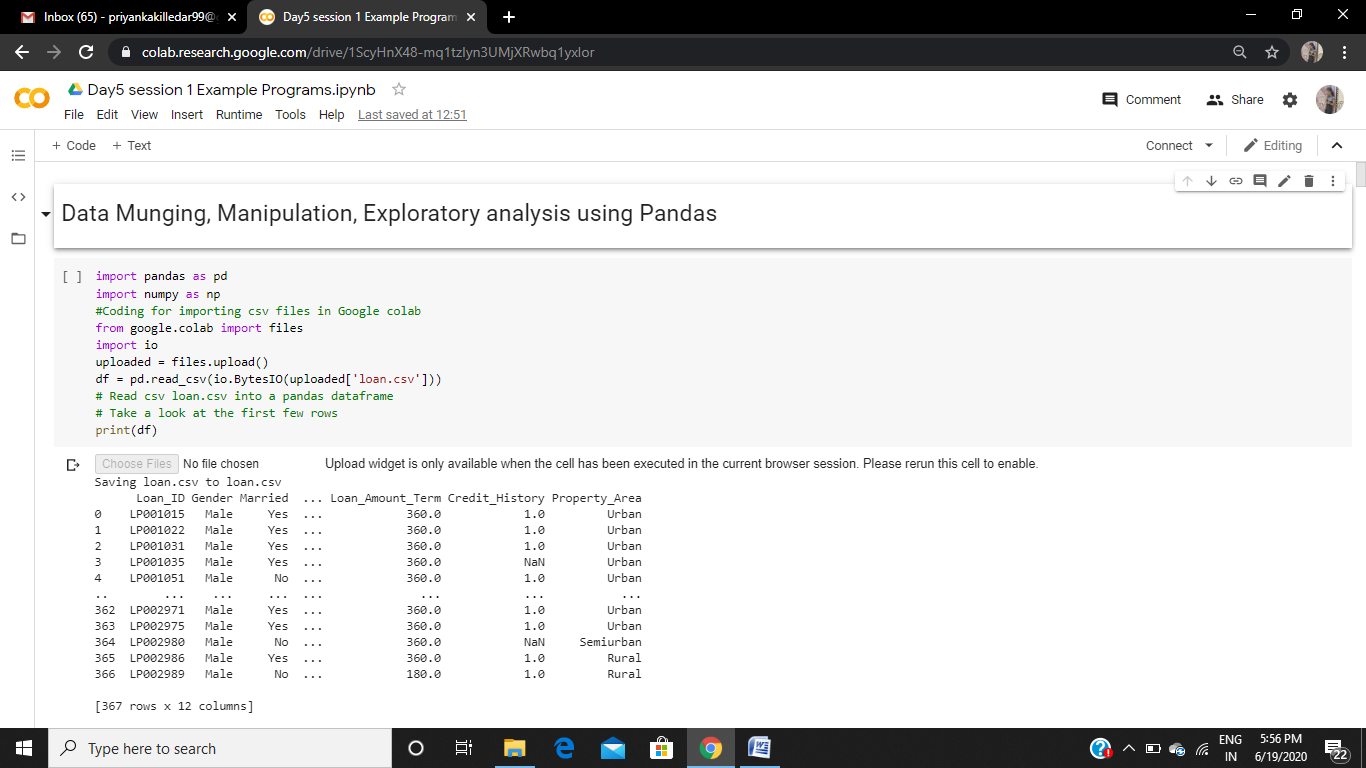 Inbox (65) - priyankakilledar99@
Day5 session 1 Example Program
colab.research.google.com/drive/1ScyHnX48-mq1tzlyn3UMjXRwbq1yxlor
Day5 session 1 Example Programs.ipynb
Comment
Share
File Edit View Insert Runtime Tools Help Last saved at 12:51
+ Code + Text
Connect
Editing
Data Munging, Manipulation, Exploratory analysis using Pandas
[ ] import pandas as pd
import numpy as np
#Coding for importing csv files in Google colab
from google.colab import files
import io
uploaded = files.upload()
df = pd.read_csv(io.BytesIO(uploaded['loan.csv']))
# Read csv loan.csv into a pandas dataframe
# Take a look at the first few rows
print(df)
Choose Files No file chosen Upload widget is only available when the cell has been executed in the current browser session. Please rerun this cell to enable.
Saving loan.csv to loan.csv
Loan_ID Gender Married ... Loan_Amount_Term Credit_History Property_Area
0 LP001015 Male Yes ... 360.0 1.0 Urban
1 LP001022 Male Yes ... 360.0 1.0 Urban
2 LP001031 Male Yes ... 360.0 1.0 Urban
3 LP001035 Male Yes ... 360.0 NaN Urban
4 LP001051 Male No ... 360.0 1.0 Urban
.. ... ... ... ... ... ... ...
362 LP002971 Male Yes ... 360.0 1.0 Urban
363 LP002975 Male Yes ... 360.0 1.0 Urban
364 LP002980 Male No ... 360.0 NaN Semiurban
365 LP002986 Male Yes ... 360.0 1.0 Rural
366 LP002989 Male No ... 180.0 1.0 Rural
[367 rows x 12 columns]
Type here to search
ENG
IN
5:56 PM
6/19/2020
22